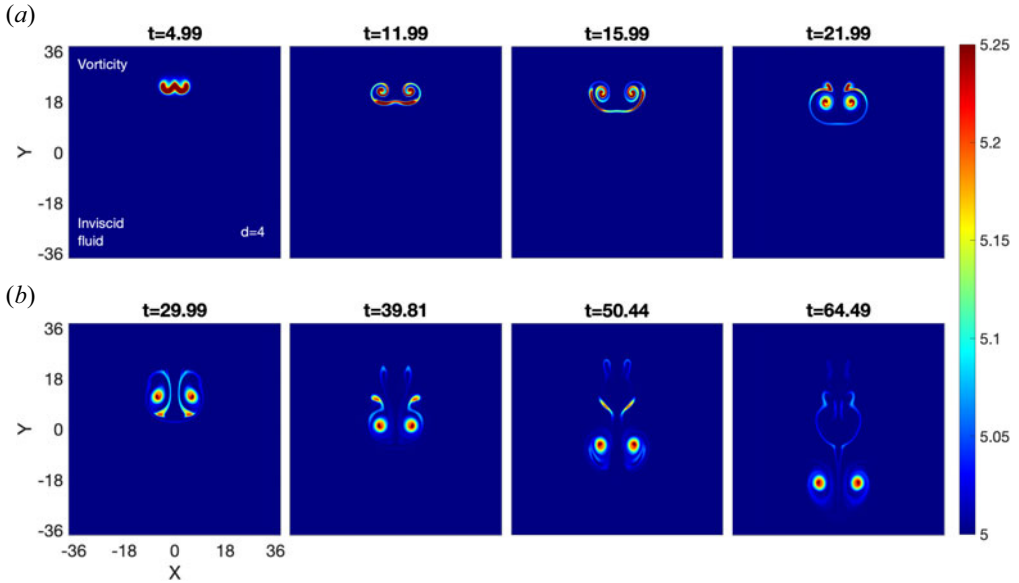 (a)
t=4.99 t=11.99 t=15.99 t=21.99
36 Vorticity
18
Y 0
-18 Inviscid
fluid d=4
-36
5.25
5.2
5.15
5.1
5.05
5
(b)
t=29.99 t=39.81 t=50.44 t=64.49
36
18
Y 0
-18
-36
-36 -18 0 18 36
X